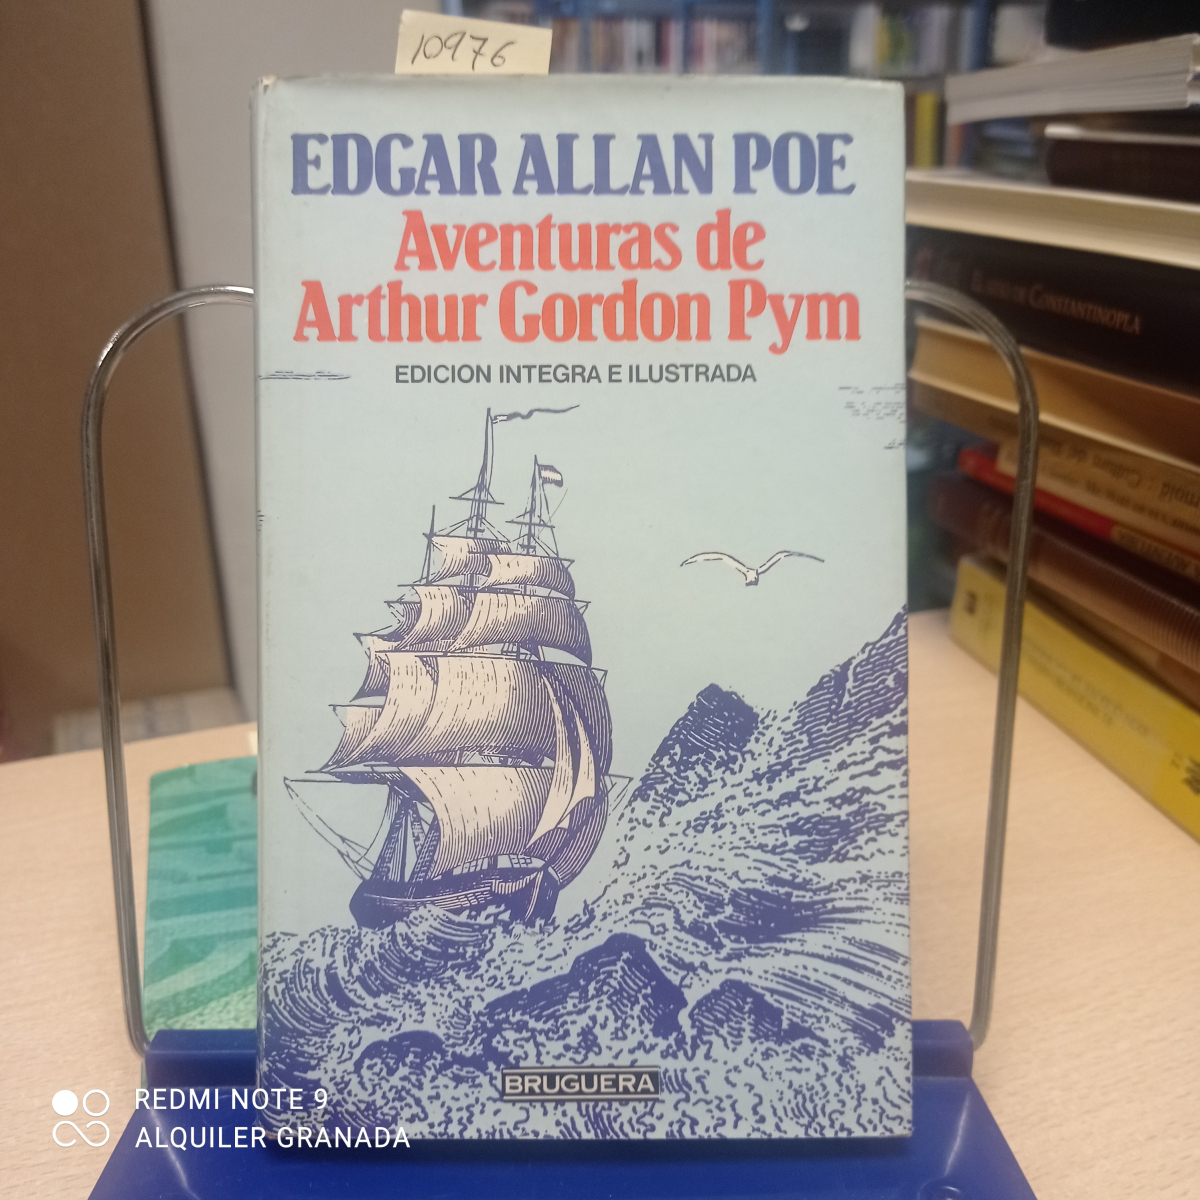 10976
EDGAR ALLAN POE
Aventuras de
Arthur Gordon Pym
EDICION INTEGRA E ILUSTRADA
BRUGUERA
CONSTANTINOPLA
REDMI NOTE 9
ALQUILER GRANADA